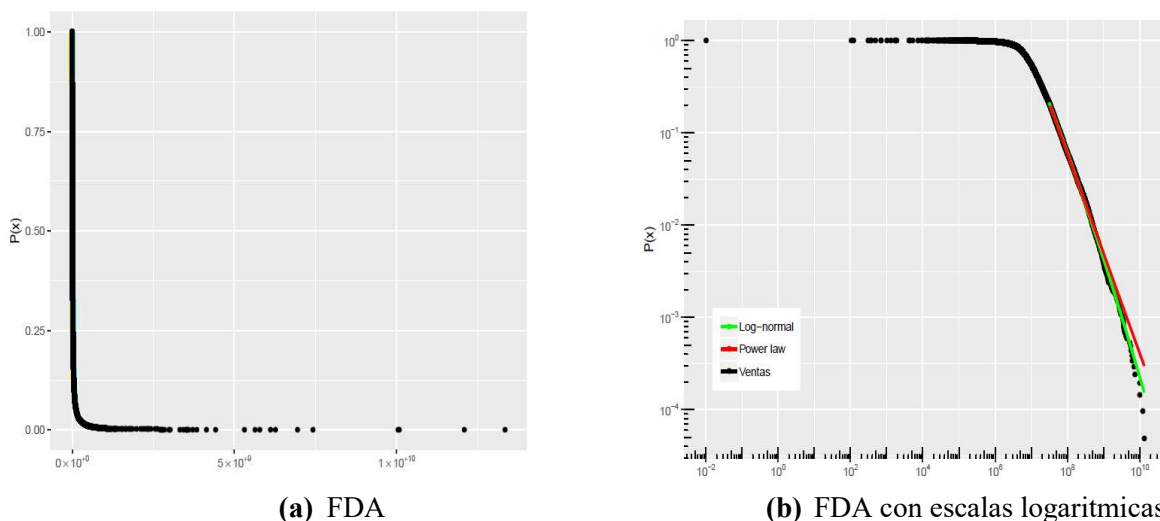 1.00
0.75
P(x)
0.50
0.25
0.00
0×10+0
5×10+9
1×10+10
(a) FDA
10⁰
10⁻¹
P(x)
10⁻²
10⁻³
10⁻⁴
Log-normal
Power law
Ventas
10⁻²
10⁰
10²
10⁴
10⁶
10⁸
10¹⁰
(b) FDA con escalas logaritmicas